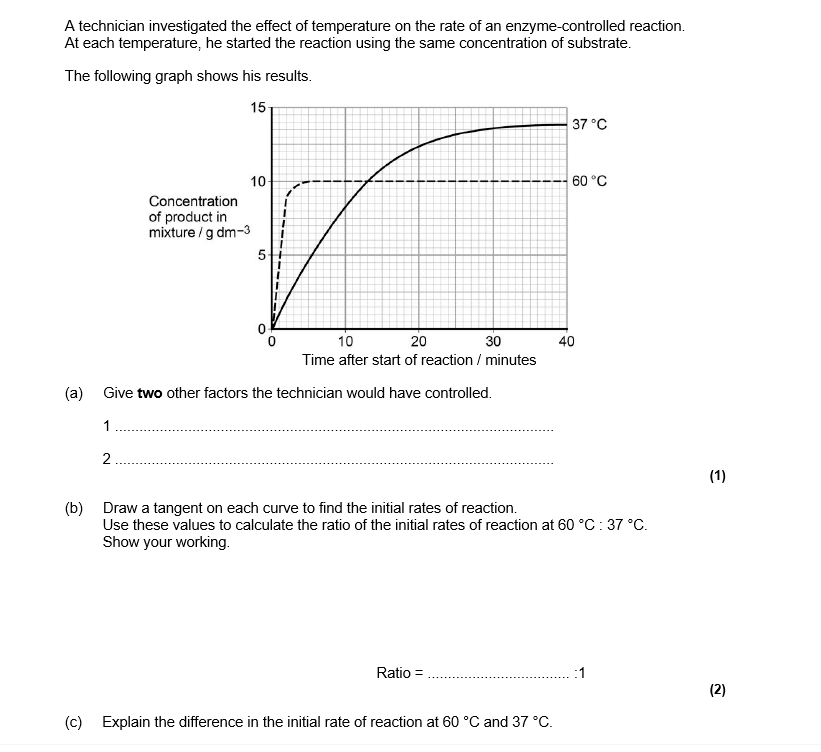 A technician investigated the effect of temperature on the rate of an enzyme-controlled reaction.
At each temperature, he started the reaction using the same concentration of substrate.
The following graph shows his results.
15
37 °C
10
60 °C
Concentration
of product in
mixture / g dm−3
5
0
0 10 20 30 40
Time after start of reaction / minutes
(a) Give two other factors the technician would have controlled.
1 ........................................................................
2 ........................................................................
(1)
(b) Draw a tangent on each curve to find the initial rates of reaction.
Use these values to calculate the ratio of the initial rates of reaction at 60 °C : 37 °C.
Show your working.
Ratio = .................................. :1
(2)
(c) Explain the difference in the initial rate of reaction at 60 °C and 37 °C.